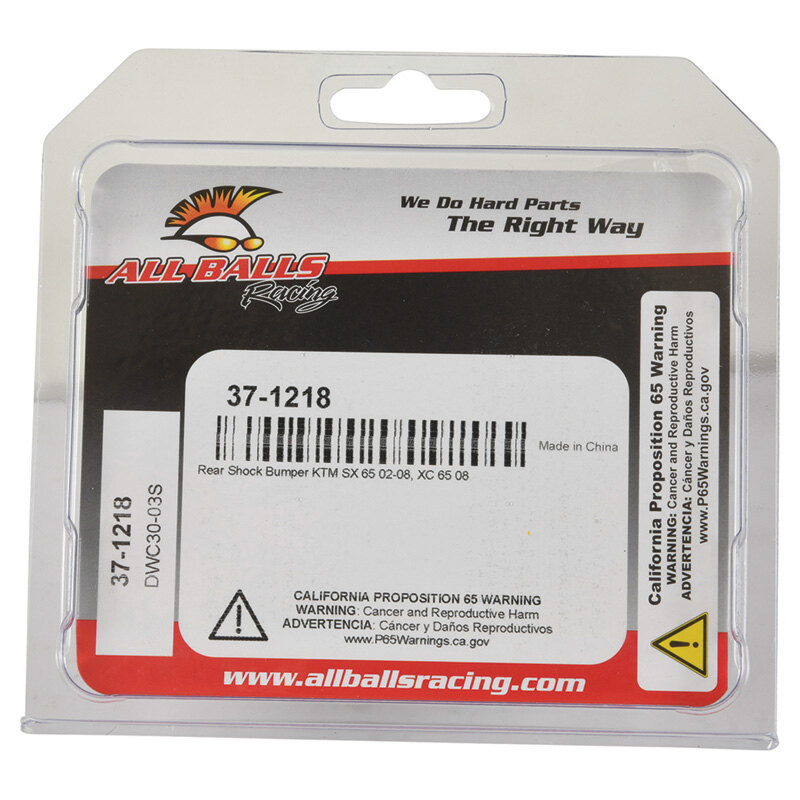 We Do Hard Parts
The Right Way
ALL BALLS
Racing
37-1218
Made in China
Rear Shock Bumper KTM SX 65 02-08, XC 65 08
CALIFORNIA PROPOSITION 65 WARNING
WARNING: Cancer and Reproductive Harm
ADVERTENCIA: Cáncer y Daños Reproductivos
www.P65Warnings.ca.gov
37-1218
DWC30-03S
California Proposition 65 Warning
WARNING: Cancer and Reproductive Harm
ADVERTENCIA: Cáncer y Daños Reproductivos
www.P65Warnings.ca.gov
www.allballsracing.com